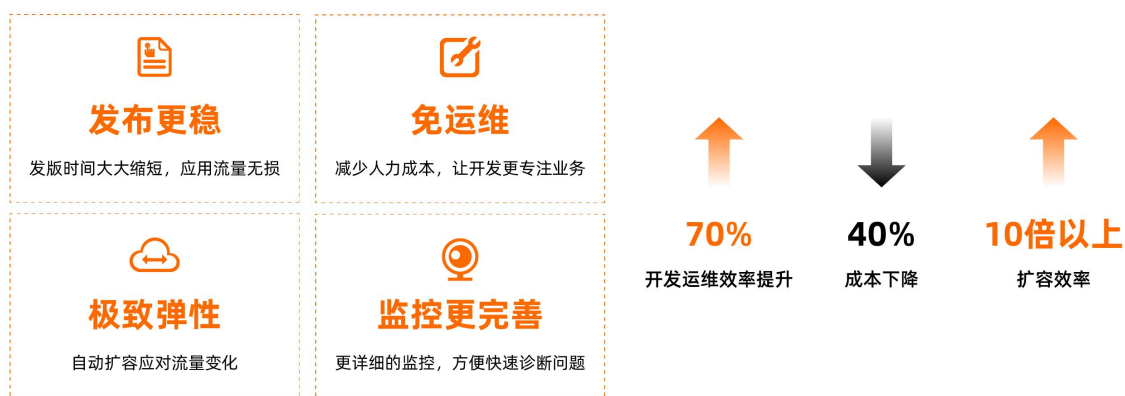 发布更稳
发版时间大大缩短，应用流量无损
免运维
减少人力成本，让开发更专注业务
极致弹性
自动扩容应对流量变化
监控更完善
更详细的监控，方便快速诊断问题
70%
开发运维效率提升
40%
成本下降
10倍以上
扩容效率